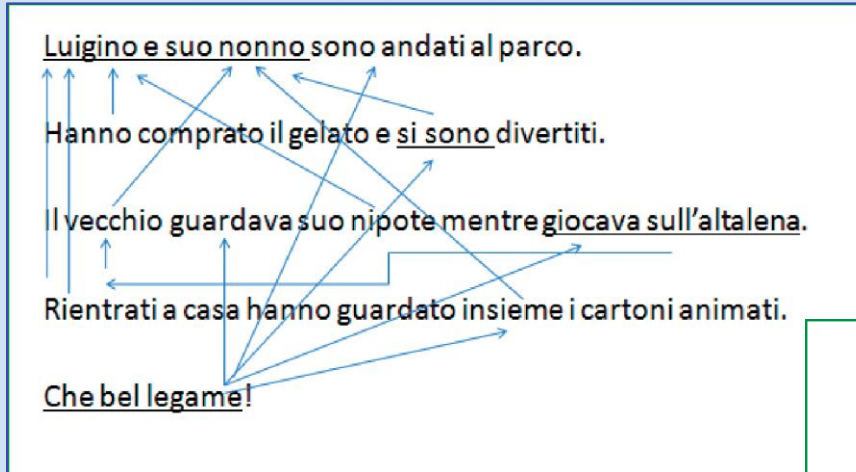 Luigino e suo nonno sono andati al parco.
Hanno comprato il gelato e si sono divertiti.
Il vecchio guardava suo nipote mentre giocava sull'altalena.
Rientrati a casa hanno guardato insieme i cartoni animati.
Che bel legame!